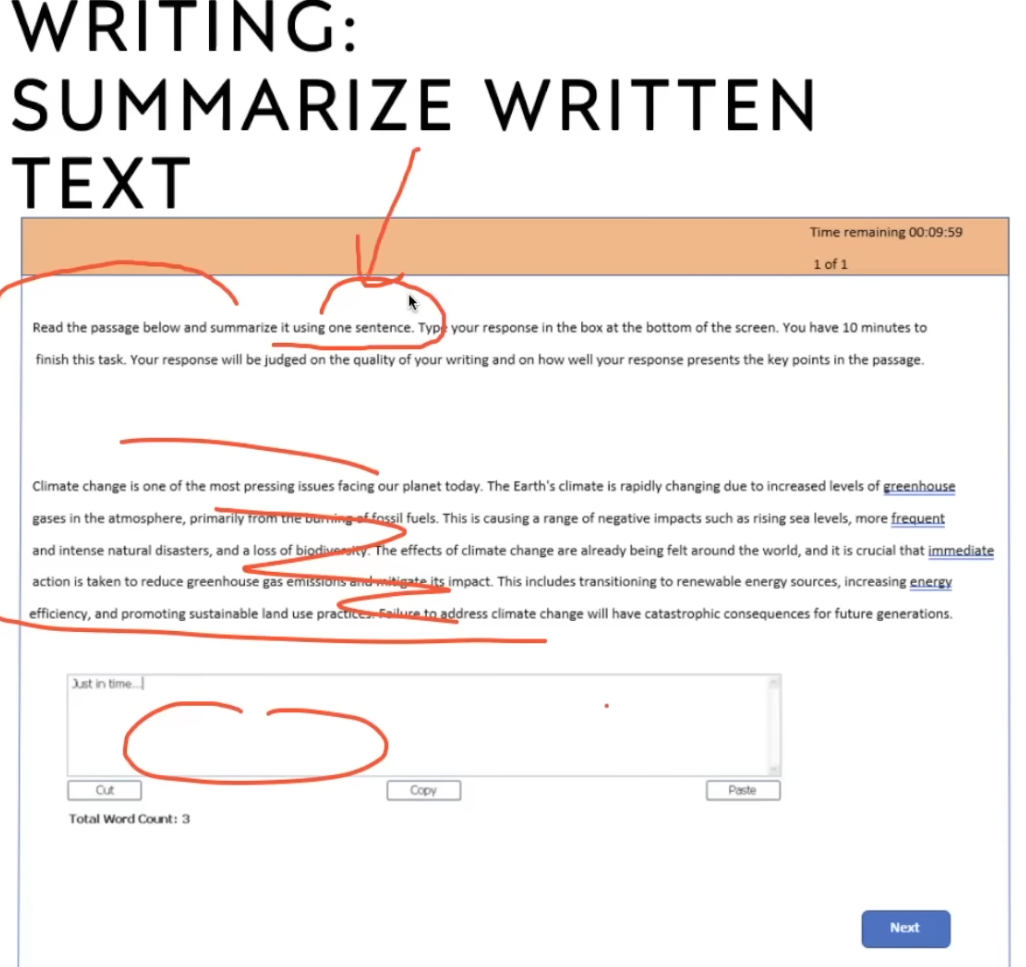 WRITING:
SUMMARIZE WRITTEN
TEXT
Time remaining 00:09:59
1 of 1
Read the passage below and summarize it using one sentence. Type your response in the box at the bottom of the screen. You have 10 minutes to
finish this task. Your response will be judged on the quality of your writing and on how well your response presents the key points in the passage.
Climate change is one of the most pressing issues facing our planet today. The Earth's climate is rapidly changing due to increased levels of greenhouse
gases in the atmosphere, primarily from the burning of fossil fuels. This is causing a range of negative impacts such as rising sea levels, more frequent
and intense natural disasters, and a loss of biodiversity. The effects of climate change are already being felt around the world, and it is crucial that immediate
action is taken to reduce greenhouse gas emissions and mitigate its impact. This includes transitioning to renewable energy sources, increasing energy
efficiency, and promoting sustainable land use practices. Failure to address climate change will have catastrophic consequences for future generations.
Just in time...
Cut
Copy
Paste
Total Word Count: 3
Next